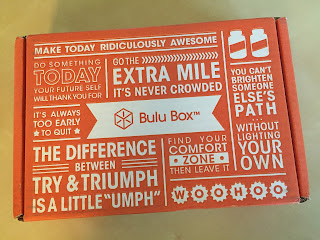 MAKE TODAY RIDICULOUSLY AWESOME
DO SOMETHING
TODAY
YOUR FUTURE SELF
WILL THANK YOU FOR
GO THE
EXTRA MILE
IT'S NEVER CROWDED
YOU CAN'T
BRIGHTEN
SOMEONE
ELSE'S
PATH
...
WITHOUT
LIGHTING
YOUR
OWN
IT'S ALWAYS
TOO EARLY
TO QUIT
Bulu Box™
THE DIFFERENCE
BETWEEN
TRY & TRIUMPH
IS A LITTLE "UMPH"
FIND YOUR
COMFORT
ZONE
THEN LEAVE IT
WOOHOO